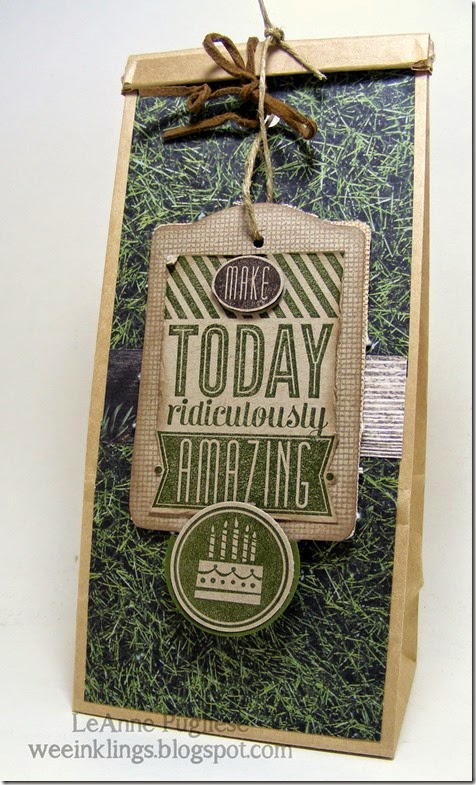 MAKE
TODAY
ridiculously
AMAZING
LeAnne Pugliese
weeinklings.blogspot.com